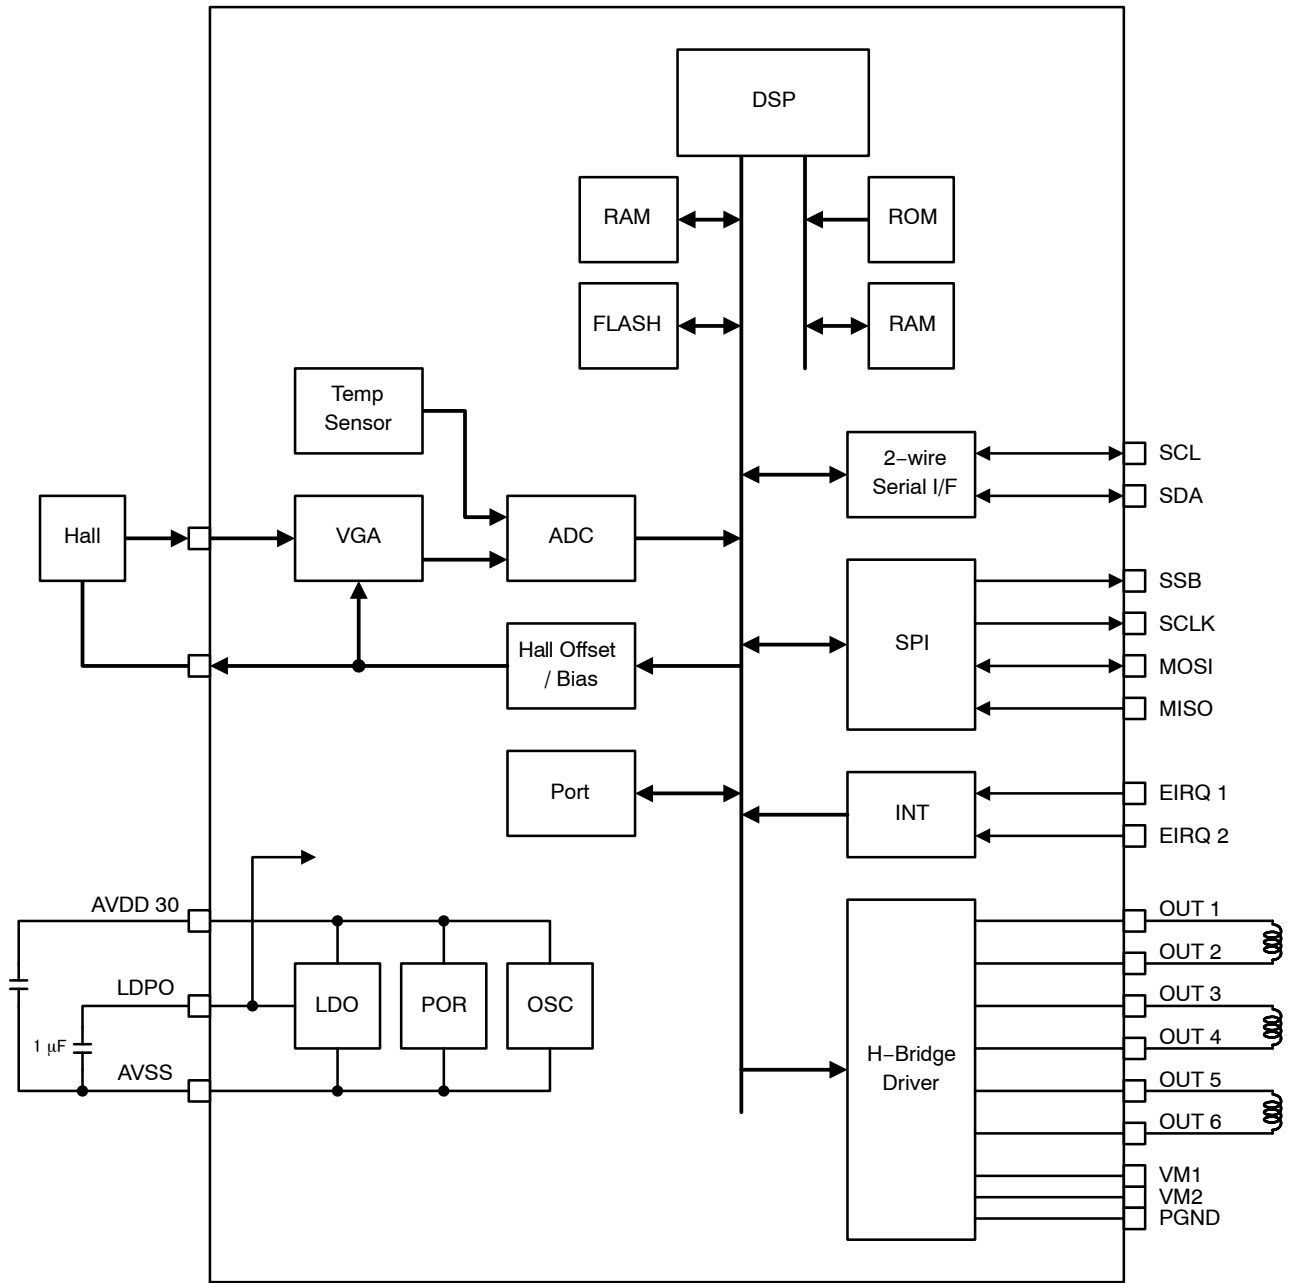 DSP
RAM
ROM
FLASH
RAM
Temp
Sensor
2−wire
Serial I/F
SCL
SDA
Hall
VGA
ADC
SSB
SCLK
SPI
MOSI
MISO
Hall Offset
/ Bias
Port
INT
EIRQ 1
EIRQ 2
AVDD 30
LDPO
1 μF
AVSS
LDO
POR
OSC
H−Bridge
Driver
OUT 1
OUT 2
OUT 3
OUT 4
OUT 5
OUT 6
VM1
VM2
PGND